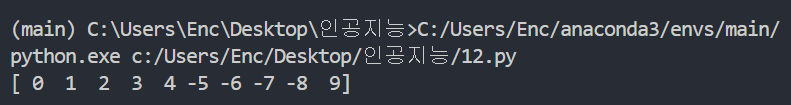 (main) C:\Users\Enc\Desktop\인공지능>C:/Users/Enc/anaconda3/envs/main/
python.exe c:/Users/Enc/Desktop/인공지능/12.py
[ 0  1  2  3  4 -5 -6 -7 -8  9]